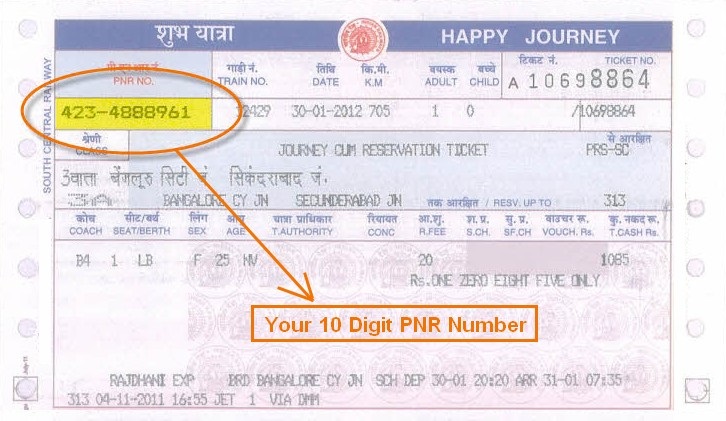 शुभ यात्रा HAPPY JOURNEY
पी.एन.आर.नं. गाड़ी नं. तिथि कि.मी. वयस्क बच्चे टिकट नं. TICKET NO.
PNR NO. TRAIN NO. DATE K.M ADULT CHILD A 10698864
423-4888961 12429 30-01-2012 705 1 0 /10698864
SOUTH CENTRAL RAILWAY
श्रेणी से आरक्षित
CLASS JOURNEY CUM RESERVATION TICKET PRS-SC
3वाता बेंगलूरु सिटी जं सिकंदराबाद जं.
BANGALORE CY JN SECUNDERABAD JN तक आरक्षित / RESV. UP TO 313
कोच सीट/बर्थ लिंग आयु यात्रा प्राधिकार रियायत आ.शु. श.प्र. सु.प्र. वाउचर रू. कु. नकद रू.
COACH SEAT/BERTH SEX AGE T.AUTHORITY CONC R.FEE S.CH. SF.CH VOUCH. Rs. T.CASH Rs.
B4 1 LB F 25 NV 20 1085
Rs.ONE ZERO EIGHT FIVE ONLY
Your 10 Digit PNR Number
RAJDHANI EXP BRD BANGALORE CY JN SCH DEP 30-01 20:20 ARR 31-01 07:35
313 04-11-2011 16:55 JET 1 VIA DMM